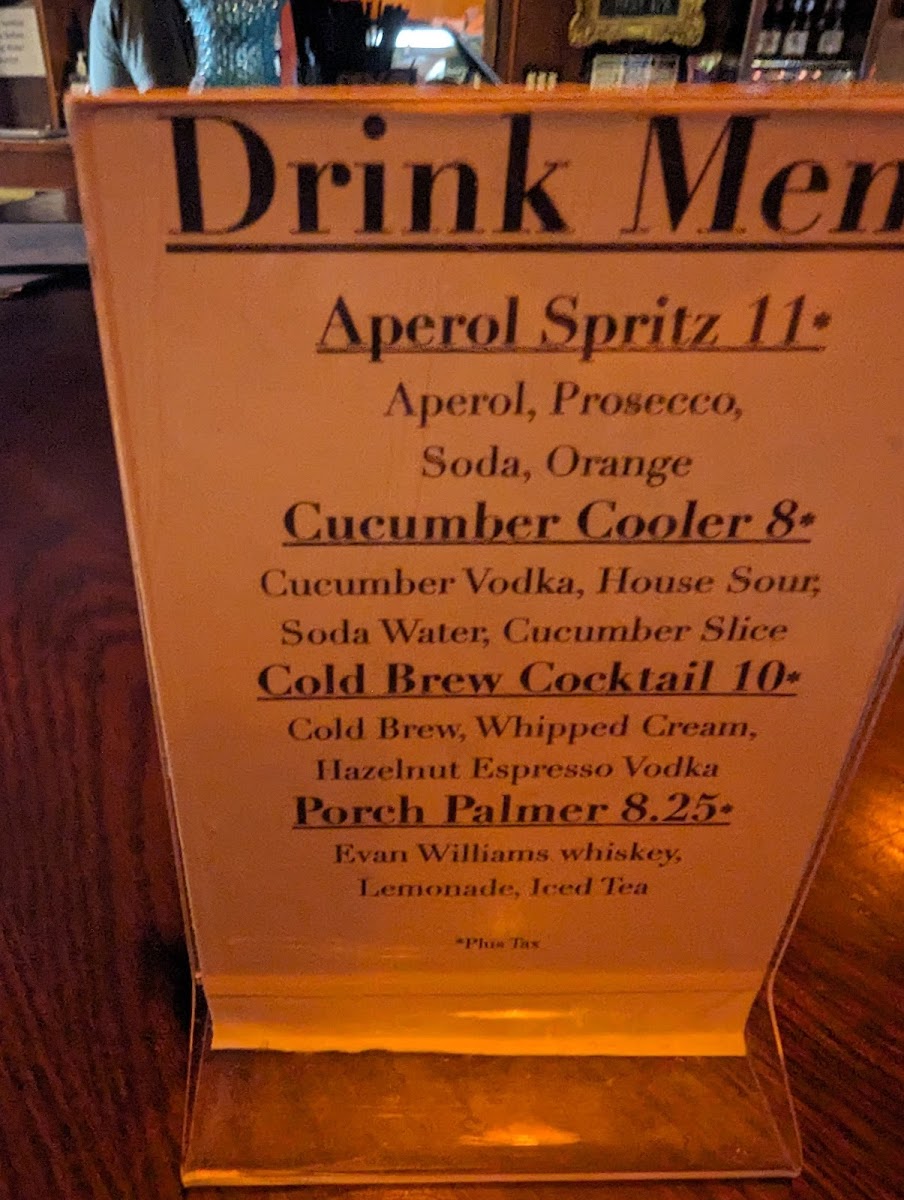 Drink Men
Aperol Spritz 11*
Aperol, Prosecco,
Soda, Orange
Cucumber Cooler 8*
Cucumber Vodka, House Sour,
Soda Water, Cucumber Slice
Cold Brew Cocktail 10*
Cold Brew, Whipped Cream,
Hazelnut Espresso Vodka
Porch Palmer 8.25*
Evan Williams whiskey,
Lemonade, Iced Tea
*Plus Tax